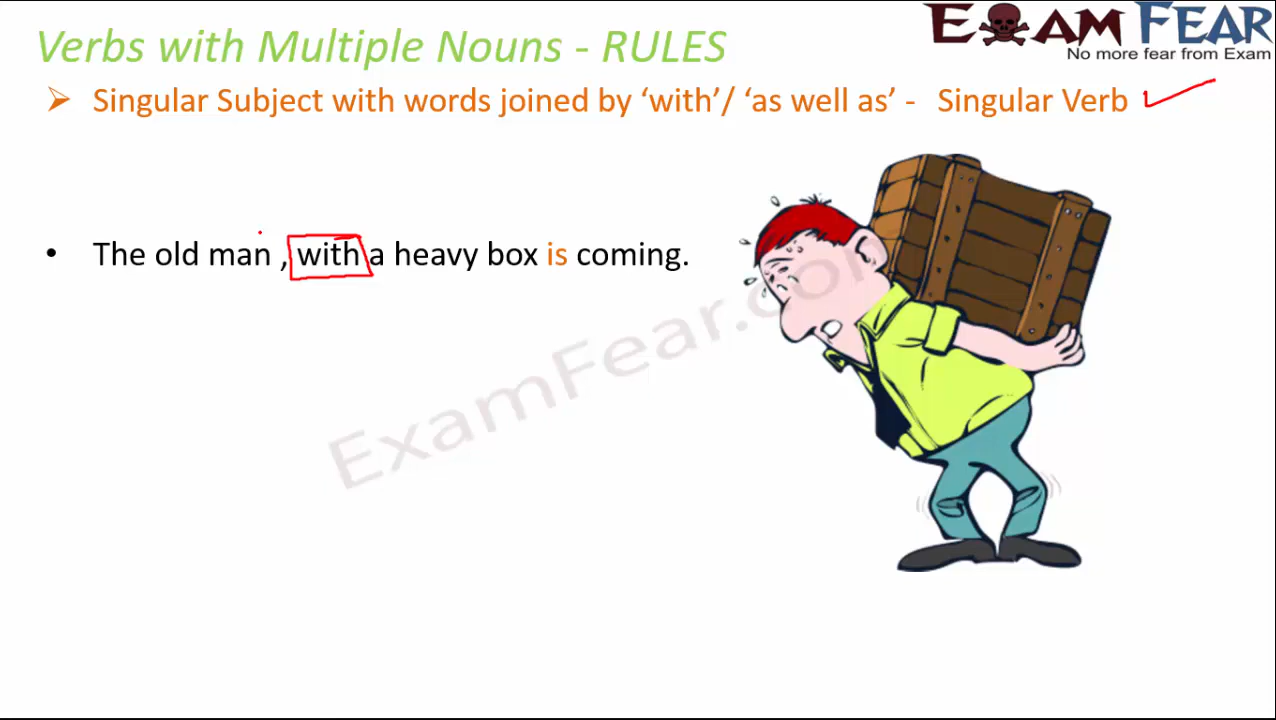 EXAM FEAR
Verbs with Multiple Nouns - RULES
No more fear from Exam
➢ Singular Subject with words joined by ‘with’/ ‘as well as’ - Singular Verb
• The old man , with a heavy box is coming.
ExamFear.com